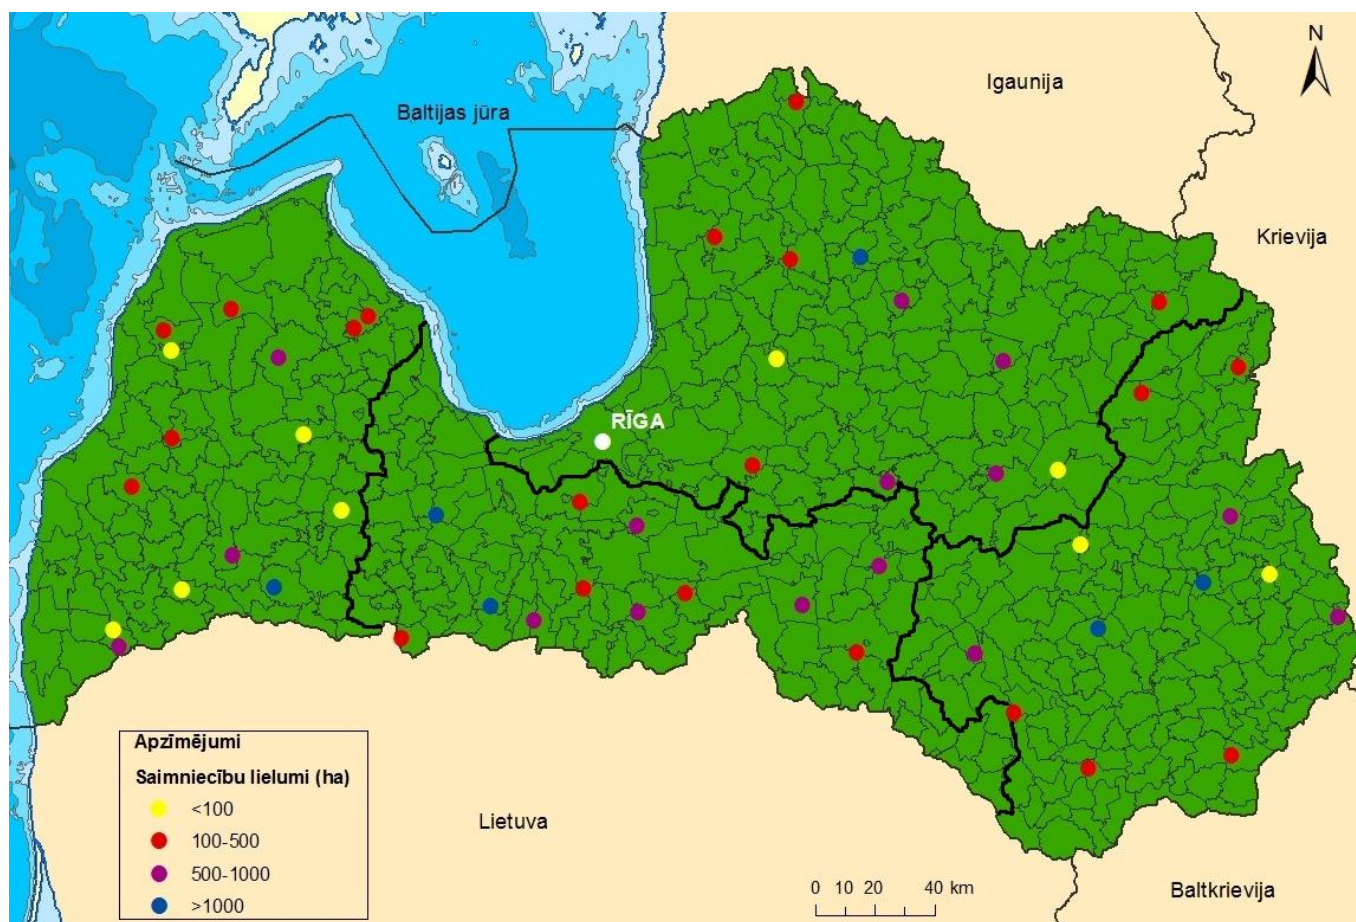 N
Igaunija
Baltijas jūra
Krievija
RĪGA
Apzīmējumi
Saimniecību lielumi (ha)
<100
100-500
500-1000
>1000
Lietuva
0 10 20 40 km
Baltkrievija